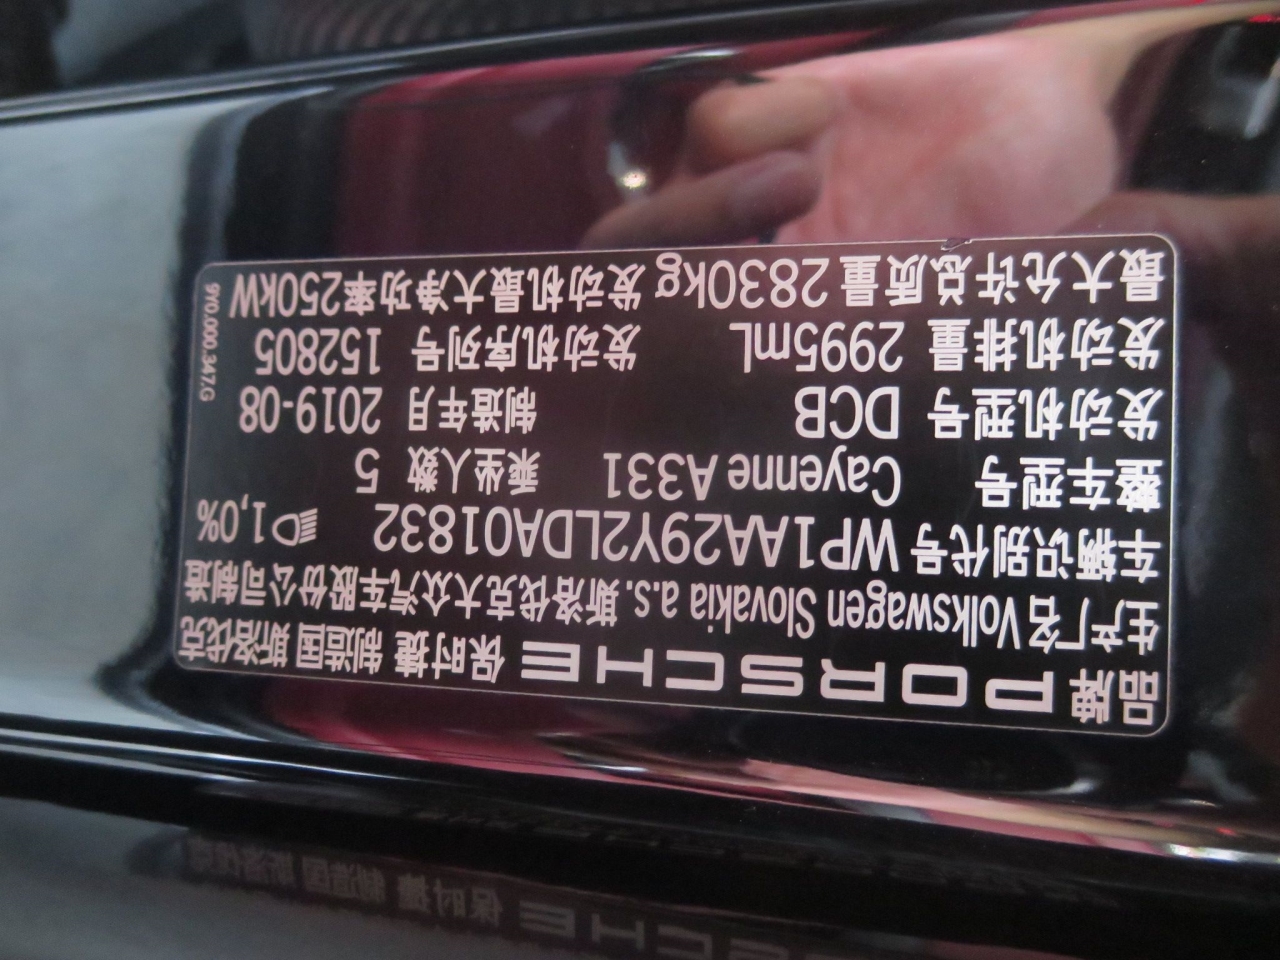 品牌 PORSCHE 保时捷 制造国 斯洛伐克
生产厂名 Volkswagen Slovakia a.s. 斯洛伐克大众汽车股份公司制造
车辆识别代号 WP1AA29Y2LDA01832 1,0%
整车型号 Cayenne A331 乘坐人数 5
发动机型号 DCB 制造年月 2019-08
发动机排量 2995mL 发动机序列号 152805
最大允许总质量 2830kg 发动机最大净功率 250kW
9Y0.000.347.G